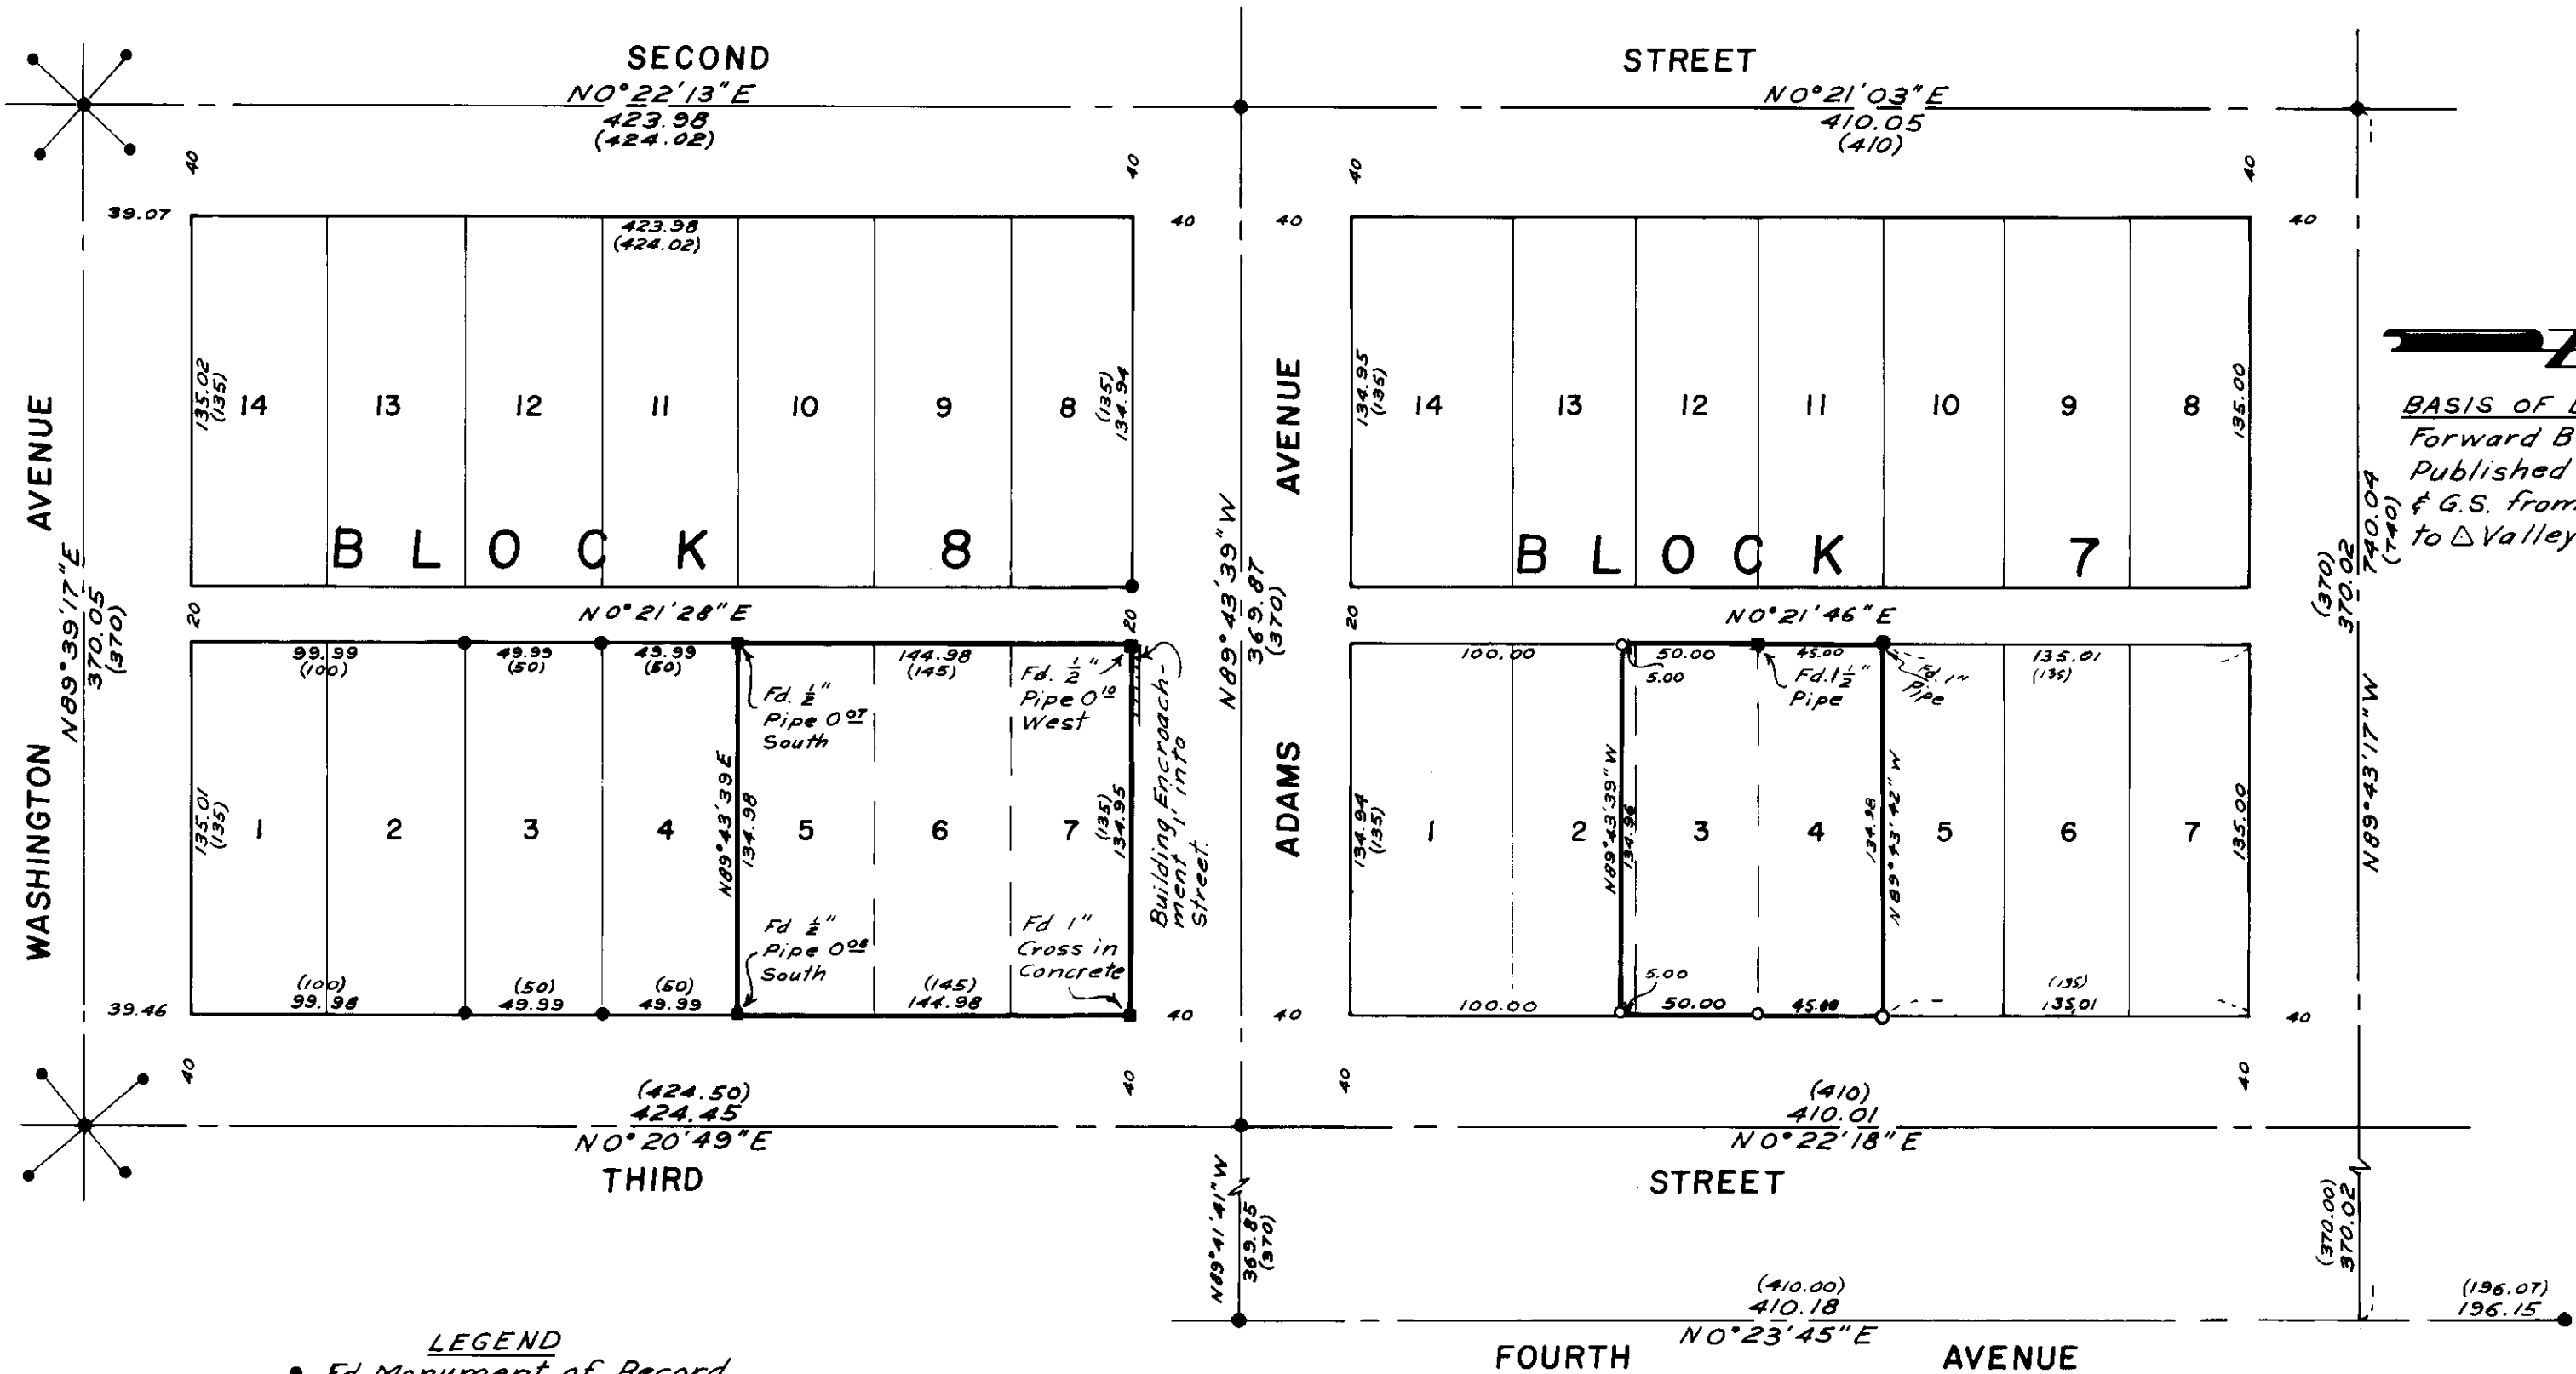 SECOND
STREET
N0°22'13"E
423.98
(424.02)
N0°21'03"E
410.05
(410)
40
40
40
40
39.07
423.98
(424.02)
40
40
40
WASHINGTON AVENUE
N89°39'17"E
370.05
(370)
135.02
(135)
14
13
12
11
10
9
8
(135)
134.94
BLOCK 8
N89°43'39"W
369.87
(370)
ADAMS AVENUE
134.95
(135)
14
13
12
11
10
9
8
135.00
BLOCK 7
(370)
370.02
740.04
(740)
BASIS OF
Forward
Published
& G.S. from
to △ Valley
20
N0°21'28"E
20
20
N0°21'46"E
99.99
(100)
49.99
(50)
49.99
(50)
144.98
(145)
Fd. ½"
Pipe 0.07
South
Fd. ½"
Pipe 0.10
West
Building Encroach-
ment, 1' into
Street.
100.00
50.00
5.00
45.00
135.01
(135)
Fd. 1½"
Pipe
Fd. 1"
Pipe
135.01
(135)
1
2
3
4
N89°43'39E
134.98
5
6
7
(135)
134.95
134.94
(135)
1
2
N89°43'39"W
134.96
3
4
134.98
N89°43'42"W
5
6
7
135.00
N89°43'17"W
Fd ½"
Pipe 0.08
South
Fd 1"
Cross in
Concrete
39.46
(100)
99.98
(50)
49.99
(50)
49.99
(145)
144.98
40
40
100.00
5.00
50.00
45.00
(135)
135.01
40
40
40
40
40
(424.50)
424.45
N0°20'49"E
(410)
410.01
N0°22'18"E
THIRD
STREET
N89°41'41"W
369.85
(370)
(370.00)
370.02
(410.00)
410.18
N0°23'45"E
(196.07)
196.15
FOURTH
AVENUE
LEGEND
Fd Monument of Record